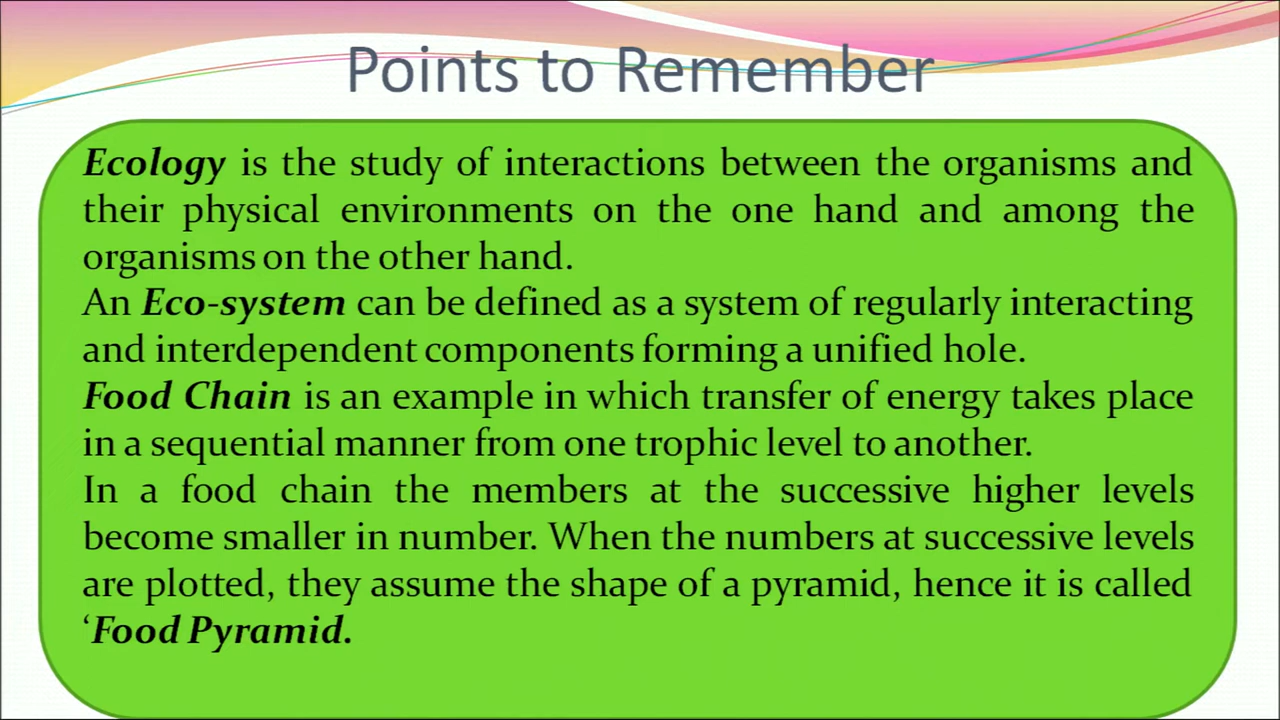 Points to Remember
Ecology is the study of interactions between the organisms and
their physical environments on the one hand and among the
organisms on the other hand.
An Eco-system can be defined as a system of regularly interacting
and interdependent components forming a unified hole.
Food Chain is an example in which transfer of energy takes place
in a sequential manner from one trophic level to another.
In a food chain the members at the successive higher levels
become smaller in number. When the numbers at successive levels
are plotted, they assume the shape of a pyramid, hence it is called
‘Food Pyramid.